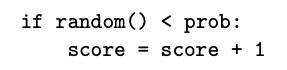 if random() < prob:
    score = score + 1